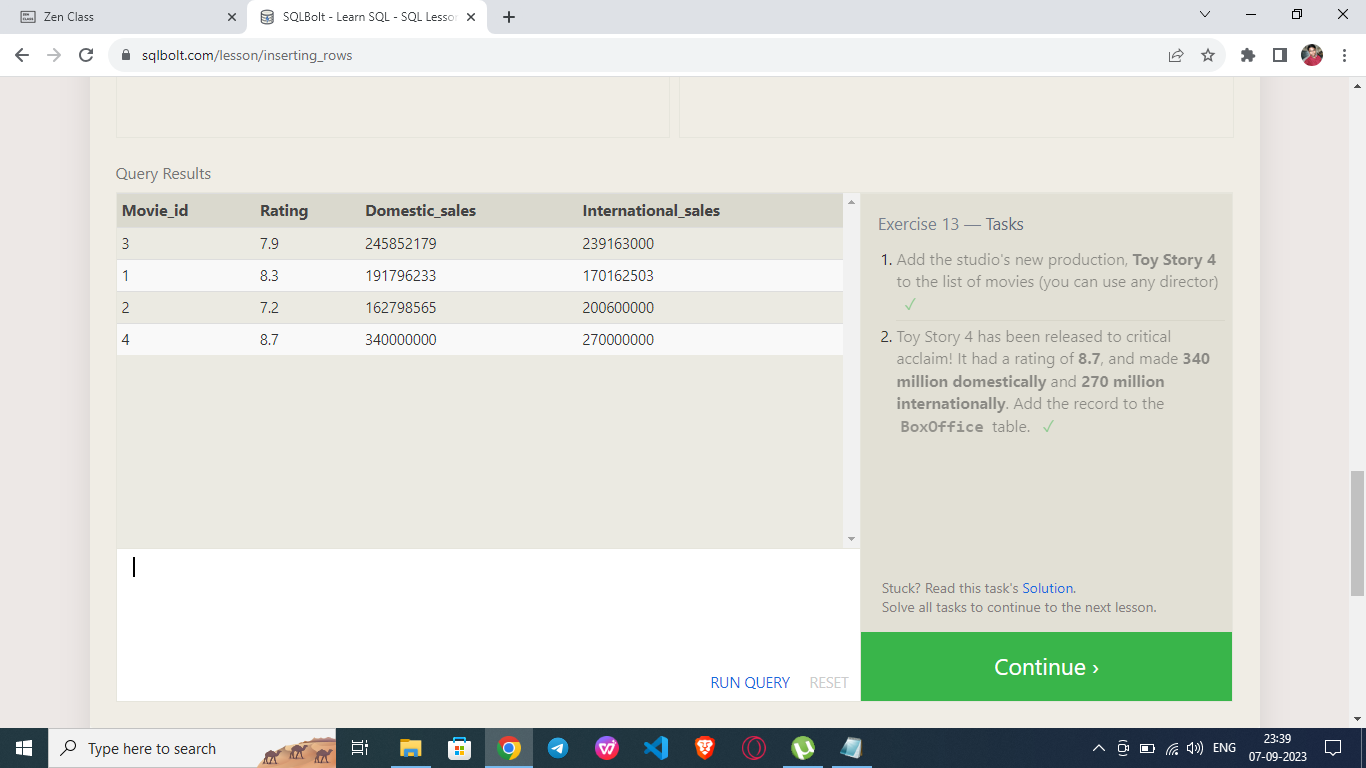 Zen Class
SQLBolt - Learn SQL - SQL Lesson
sqlbolt.com/lesson/inserting_rows
Query Results
Movie_id Rating Domestic_sales International_sales
3 7.9 245852179 239163000
1 8.3 191796233 170162503
2 7.2 162798565 200600000
4 8.7 340000000 270000000
RUN QUERY RESET
Exercise 13 — Tasks
1. Add the studio's new production, Toy Story 4
to the list of movies (you can use any director)
✓
2. Toy Story 4 has been released to critical
acclaim! It had a rating of 8.7, and made 340
million domestically and 270 million
internationally. Add the record to the
BoxOffice table. ✓
Stuck? Read this task's Solution.
Solve all tasks to continue to the next lesson.
Continue ›
Type here to search
ENG
23:39
07-09-2023